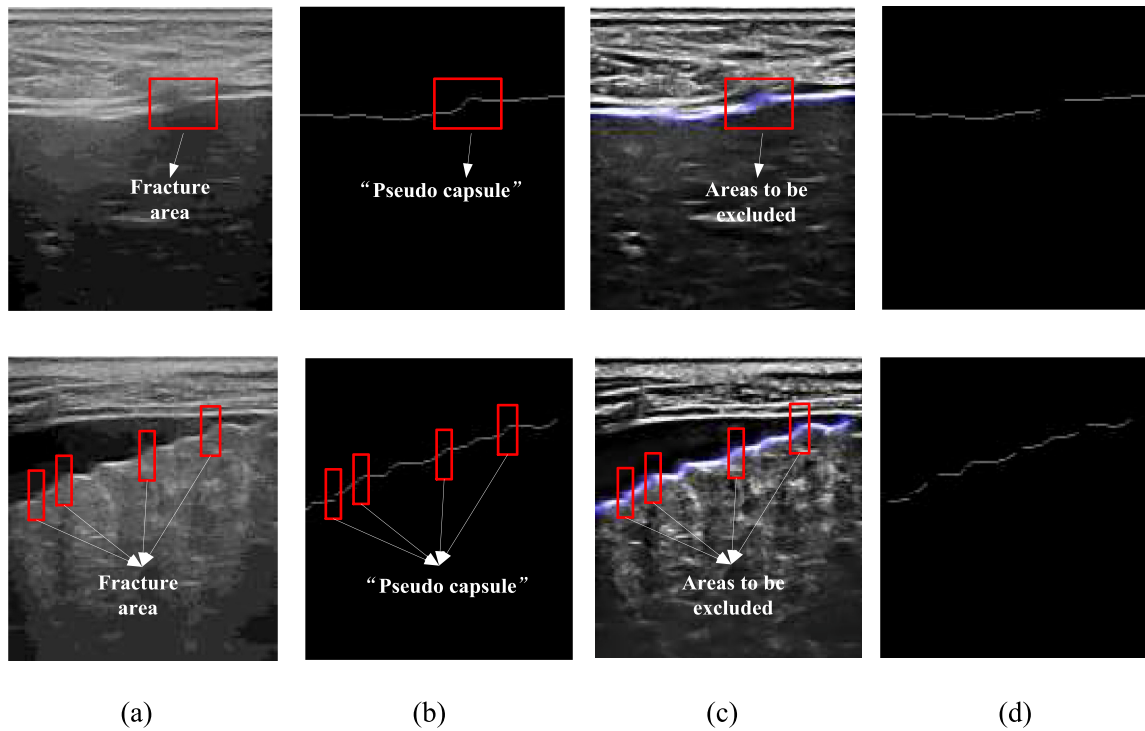 Fracture
area
“Pseudo capsule”
Areas to be
excluded
Fracture
area
“Pseudo capsule”
Areas to be
excluded
(a)
(b)
(c)
(d)